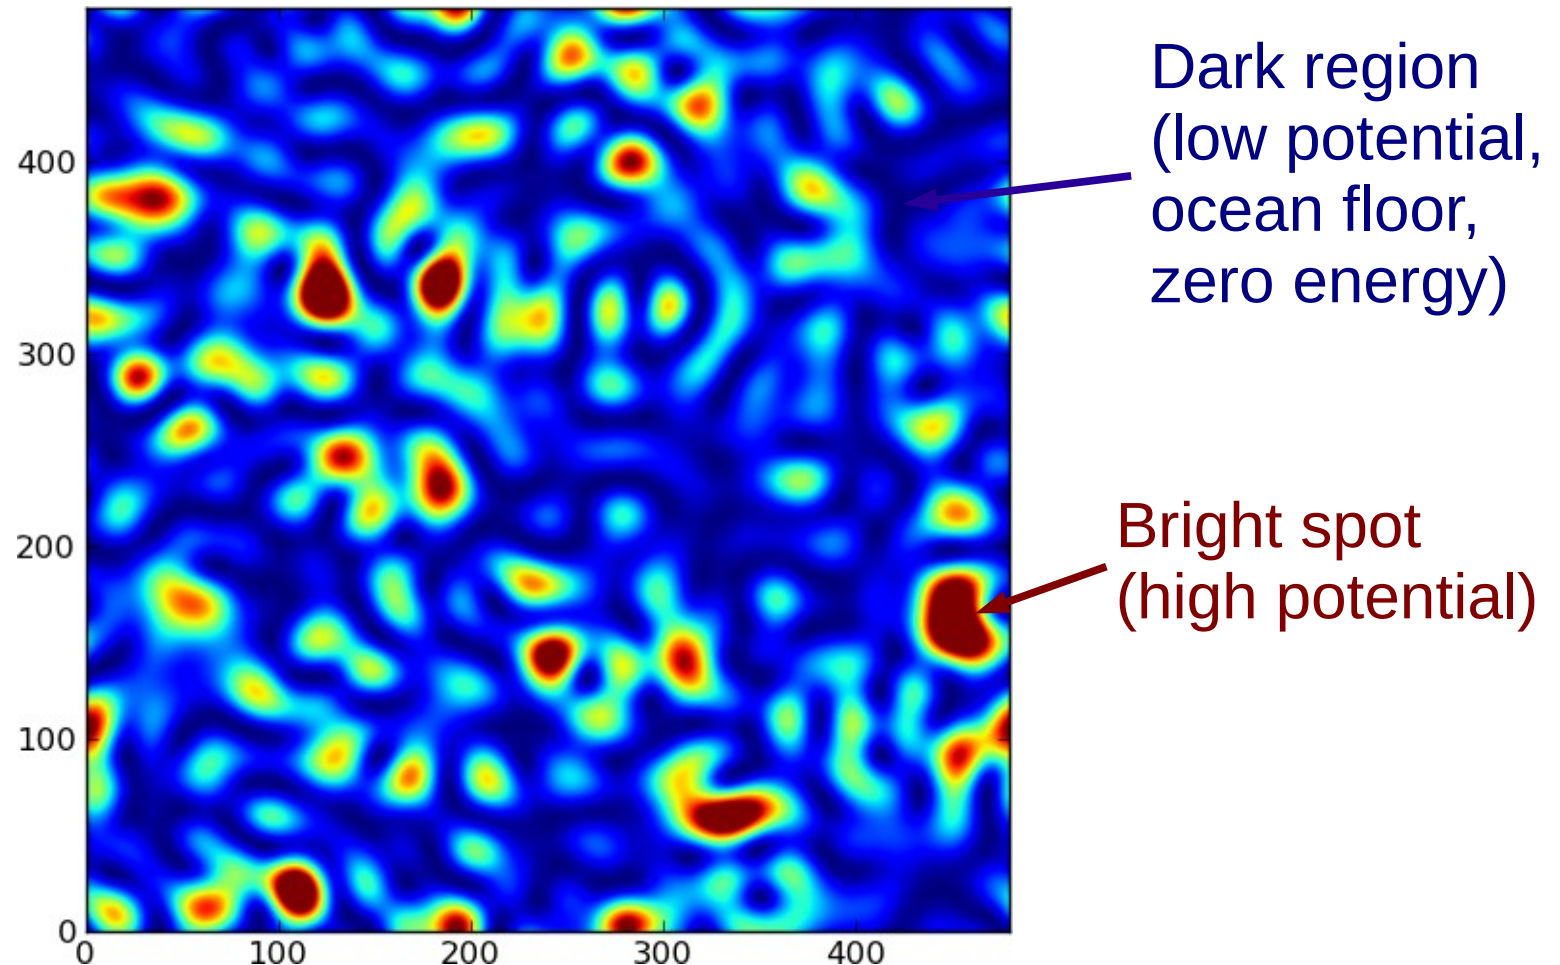 Dark region
(low potential,
ocean floor,
zero energy)
Bright spot
(high potential)
400
300
200
100
0
0 100 200 300 400